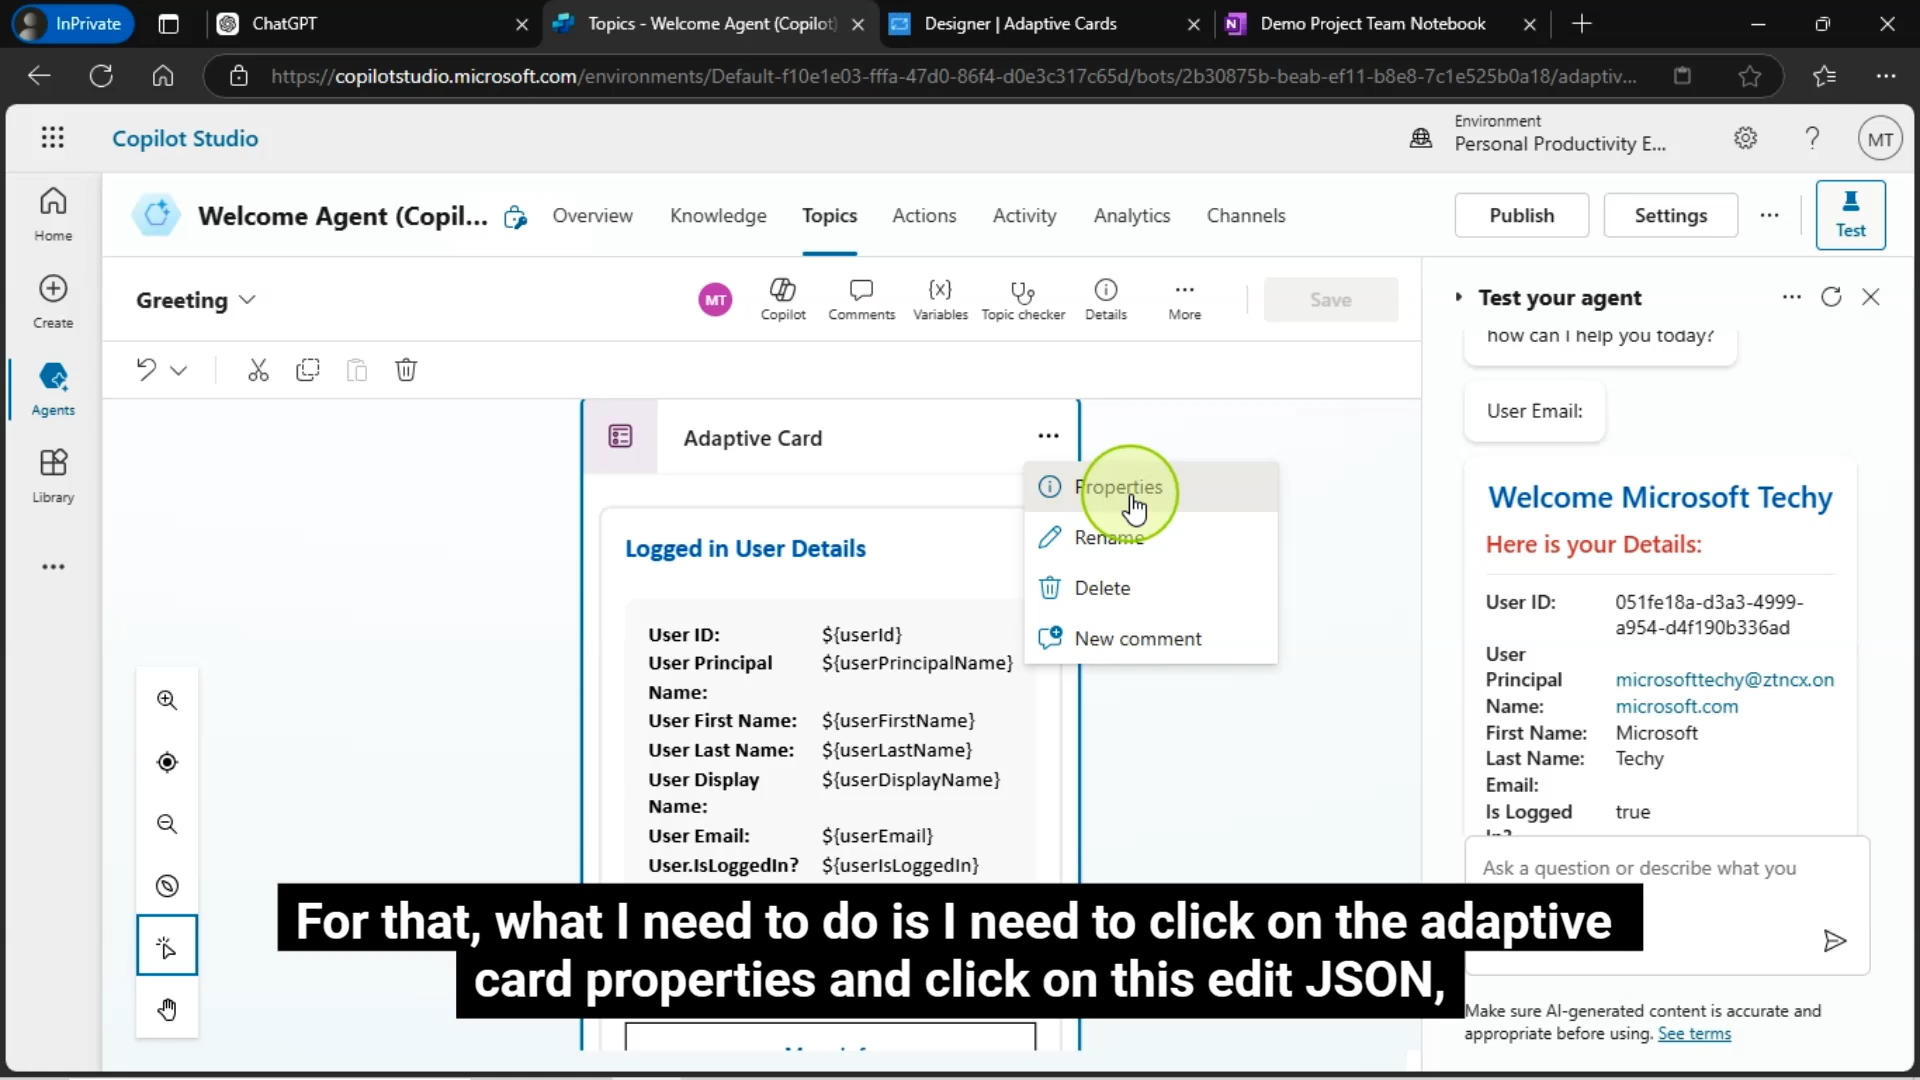 InPrivate
ChatGPT
Topics - Welcome Agent (Copilot)
Designer | Adaptive Cards
Demo Project Team Notebook
https://copilotstudio.microsoft.com/environments/Default-f10e1e03-fffa-47d0-86f4-d0e3c317c65d/bots/2b30875b-beab-ef11-b8e8-7c1e525b0a18/adaptiv...
Copilot Studio
Environment
Personal Productivity E...
MT
Home
Create
Agents
Library
Welcome Agent (Copil...
Overview
Knowledge
Topics
Actions
Activity
Analytics
Channels
Publish
Settings
Test
Greeting
MT
Copilot
Comments
Variables
Topic checker
Details
More
Save
Adaptive Card
Properties
Rename
Delete
New comment
Logged in User Details
User ID: ${userId}
User Principal ${userPrincipalName}
Name:
User First Name: ${userFirstName}
User Last Name: ${userLastName}
User Display ${userDisplayName}
Name:
User Email: ${userEmail}
User.IsLoggedIn? ${userIsLoggedIn}
Test your agent
how can I help you today?
User Email:
Welcome Microsoft Techy
Here is your Details:
User ID: 051fe18a-d3a3-4999-
a954-d4f190b336ad
User
Principal microsofttechy@ztncx.on
Name: microsoft.com
First Name: Microsoft
Last Name: Techy
Email:
Is Logged true
In?
Ask a question or describe what you
Make sure AI-generated content is accurate and
appropriate before using. See terms
For that, what I need to do is I need to click on the adaptive
card properties and click on this edit JSON,